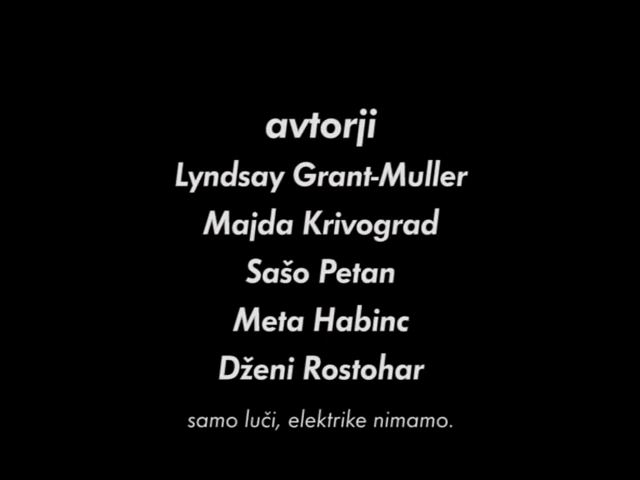 avtorji
Lyndsay Grant-Muller
Majda Krivograd
Sašo Petan
Meta Habinc
Dženi Rostohar
samo luči, elektrike nimamo.